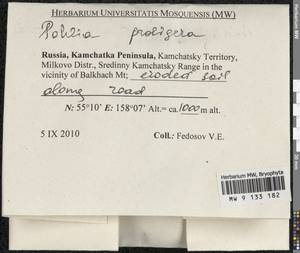 HERBARIUM UNIVERSITATIS MOSQUENSIS (MW)
Pohlia proligera
Russia, Kamchatka Peninsula, Kamchatsky Territory,
Milkovo Distr., Sredinny Kamchatsky Range in the
vicinity of Balkhach Mt; eroded soil
along road
N: 55°10' E: 158°07' Alt.= ca. 1000 m alt.
5 IX 2010 Coll.: Fedosov V.E.
Herbarium MW, Bryophyta
MW 9 133 182